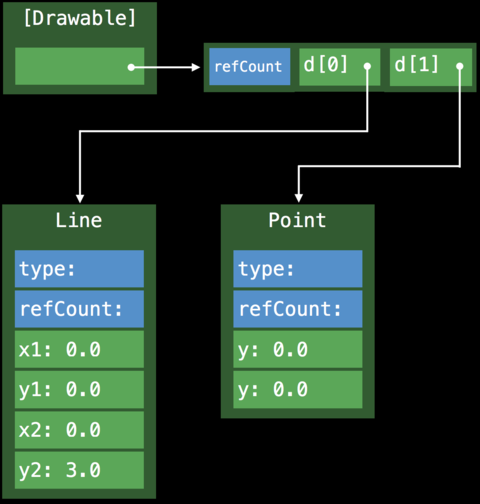 [Drawable]
refCount d[0] d[1]
Line
type:
refCount:
x1: 0.0
y1: 0.0
x2: 0.0
y2: 3.0
Point
type:
refCount:
y: 0.0
y: 0.0